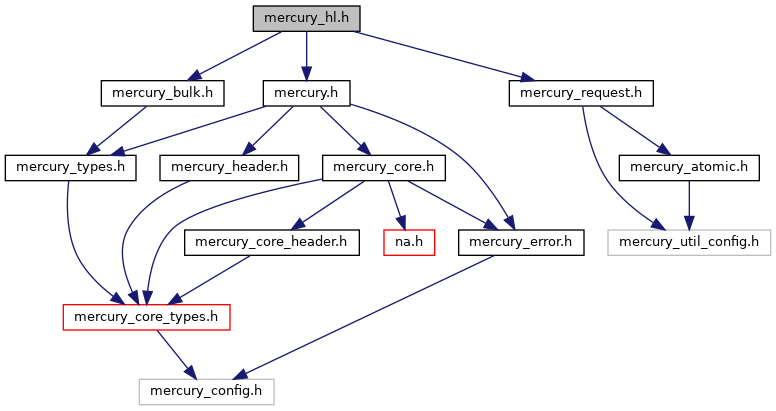 mercury_hl.h
mercury_bulk.h
mercury.h
mercury_request.h
mercury_types.h
mercury_header.h
mercury_core.h
mercury_atomic.h
mercury_core_header.h
na.h
mercury_error.h
mercury_util_config.h
mercury_core_types.h
mercury_config.h